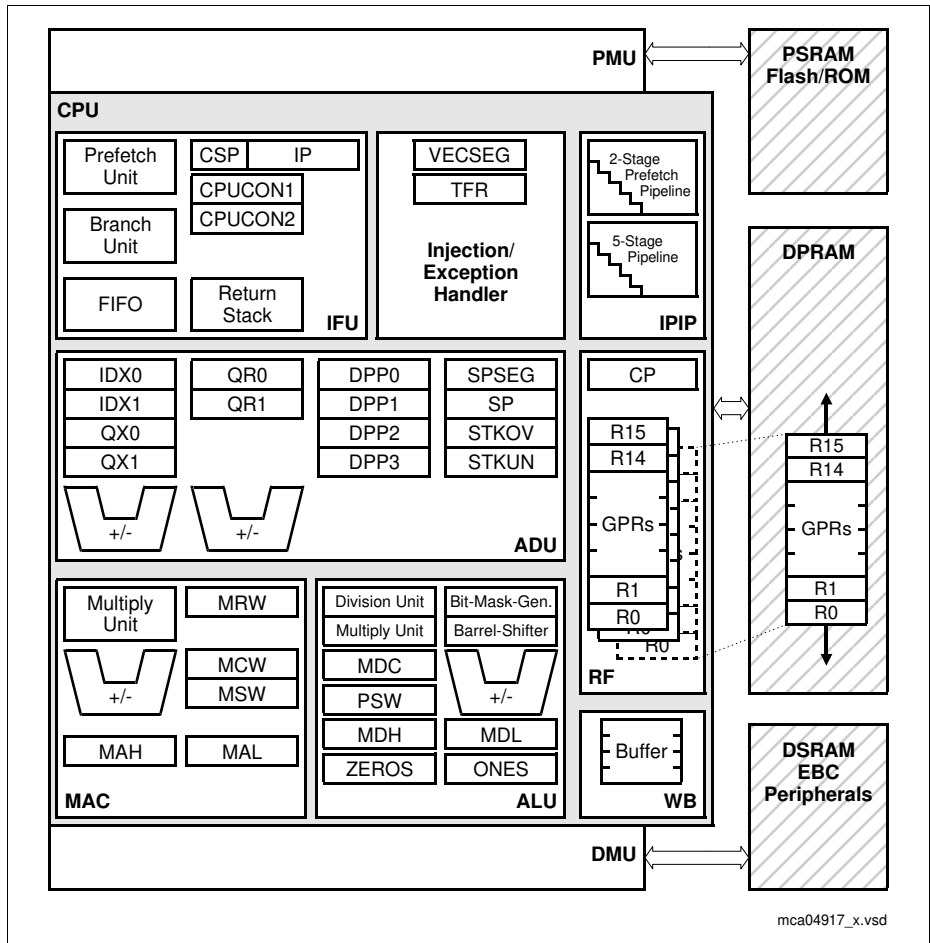 PMU
PSRAM
Flash/ROM
CPU
Prefetch
Unit
CSP
IP
CPUCON1
CPUCON2
Branch
Unit
FIFO
Return
Stack
IFU
VECSEG
TFR
Injection/
Exception
Handler
2-Stage
Prefetch
Pipeline
5-Stage
Pipeline
IPIP
DPRAM
IDX0
IDX1
QX0
QX1
+/-
QR0
QR1
+/-
DPP0
DPP1
DPP2
DPP3
SPSEG
SP
STKOV
STKUN
ADU
CP
R15
R14
GPRs
s
R1
R0
R0
R0
RF
R15
R14
GPRs
R1
R0
Multiply
Unit
MRW
+/-
MCW
MSW
MAH
MAL
MAC
Division Unit
Bit-Mask-Gen.
Multiply Unit
Barrel-Shifter
MDC
PSW
+/-
MDH
MDL
ZEROS
ONES
ALU
Buffer
WB
DSRAM
EBC
Peripherals
DMU
mca04917_x.vsd